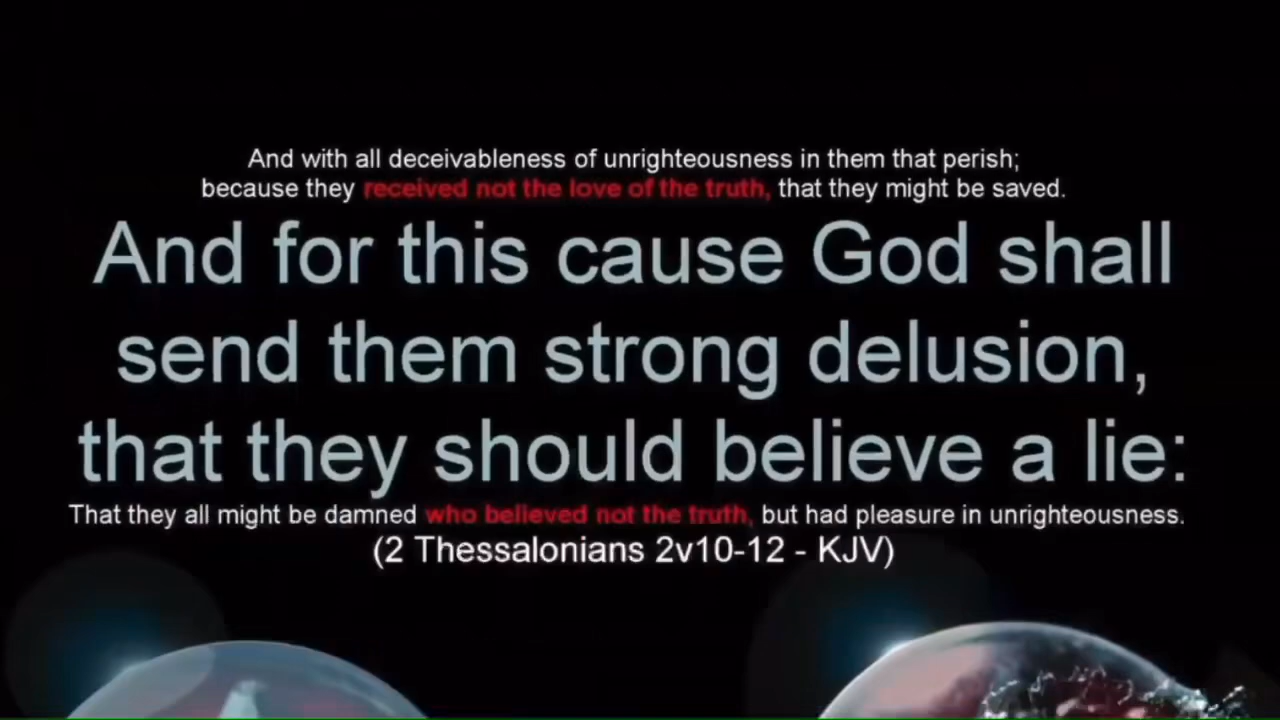 And with all deceivableness of unrighteousness in them that perish;
because they received not the love of the truth, that they might be saved.
And for this cause God shall
send them strong delusion,
that they should believe a lie:
That they all might be damned who believed not the truth, but had pleasure in unrighteousness.
(2 Thessalonians 2v10-12 - KJV)